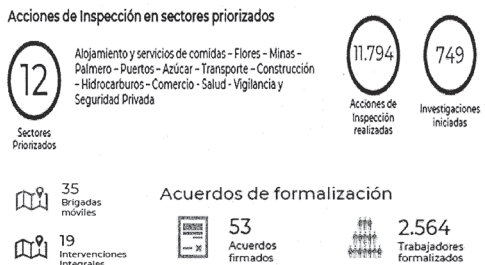 Acciones de Inspección en sectores priorizados
12
Sectores
Priorizados
Alojamiento y servicios de comidas – Flores – Minas –
Palmero – Puertos – Azúcar – Transporte – Construcción
– Hidrocarburos – Comercio - Salud - Vigilancia y
Seguridad Privada
11.794
Acciones de
Inspección
realizadas
749
Investigaciones
iniciadas
35
Brigadas
móviles
19
Intervenciones
Integrales
Acuerdos de formalización
53
Acuerdos
firmados
2.564
Trabajadores
formalizados